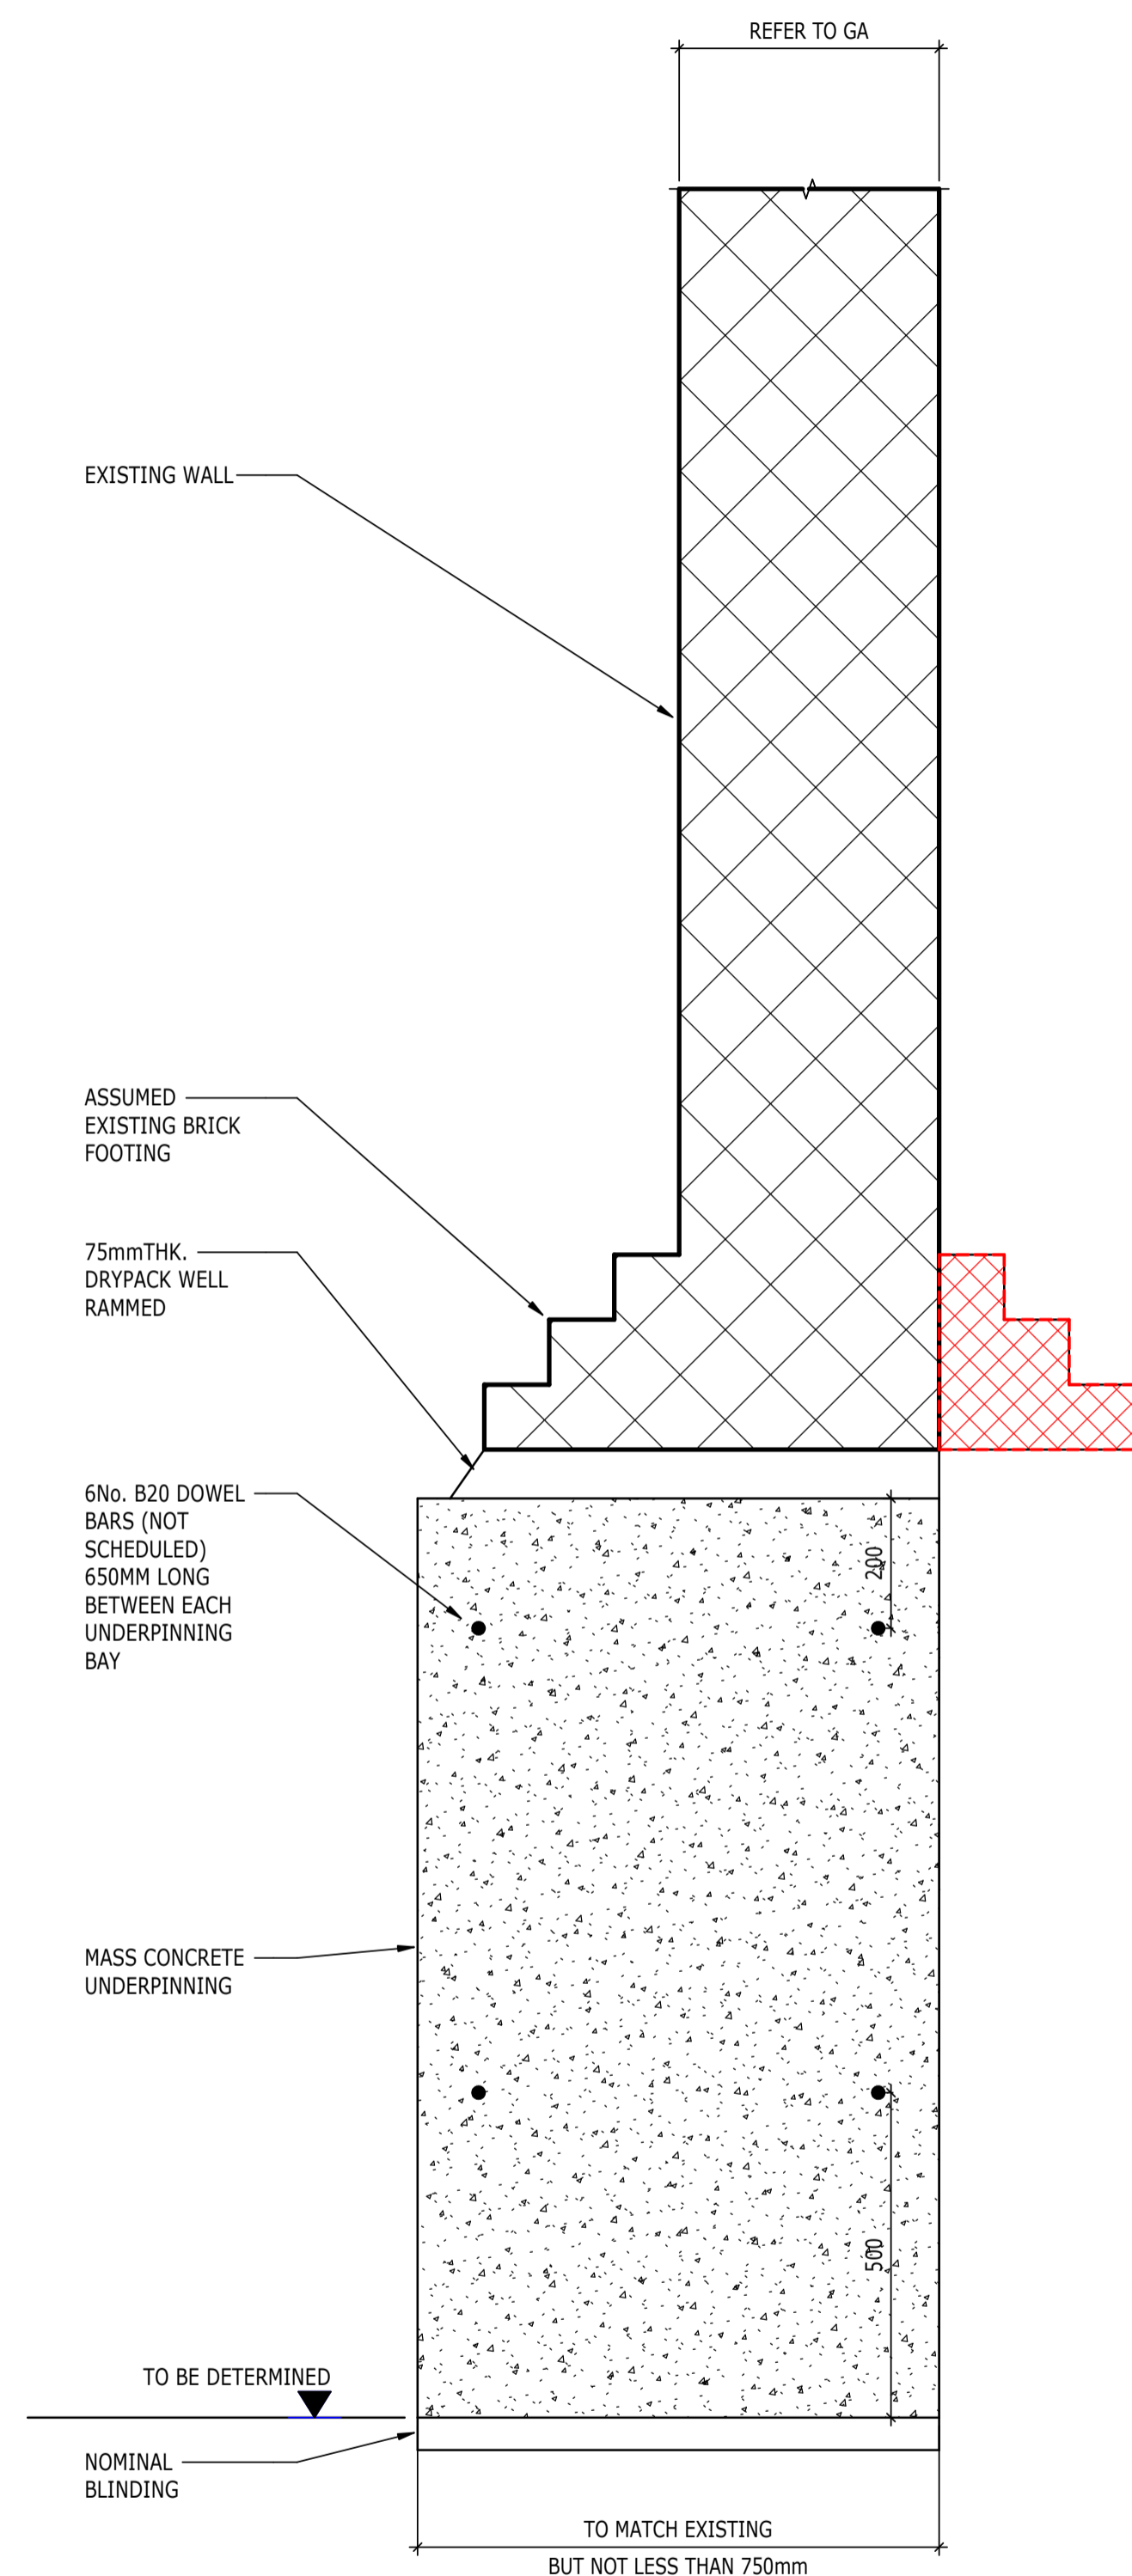 REFER TO GA
EXISTING WALL
ASSUMED
EXISTING BRICK
FOOTING
75mmTHK.
DRYPACK WELL
RAMMED
6No. B20 DOWEL
BARS (NOT
SCHEDULED)
650MM LONG
BETWEEN EACH
UNDERPINNING
BAY
200
MASS CONCRETE
UNDERPINNING
500
TO BE DETERMINED
NOMINAL
BLINDING
TO MATCH EXISTING
BUT NOT LESS THAN 750mm